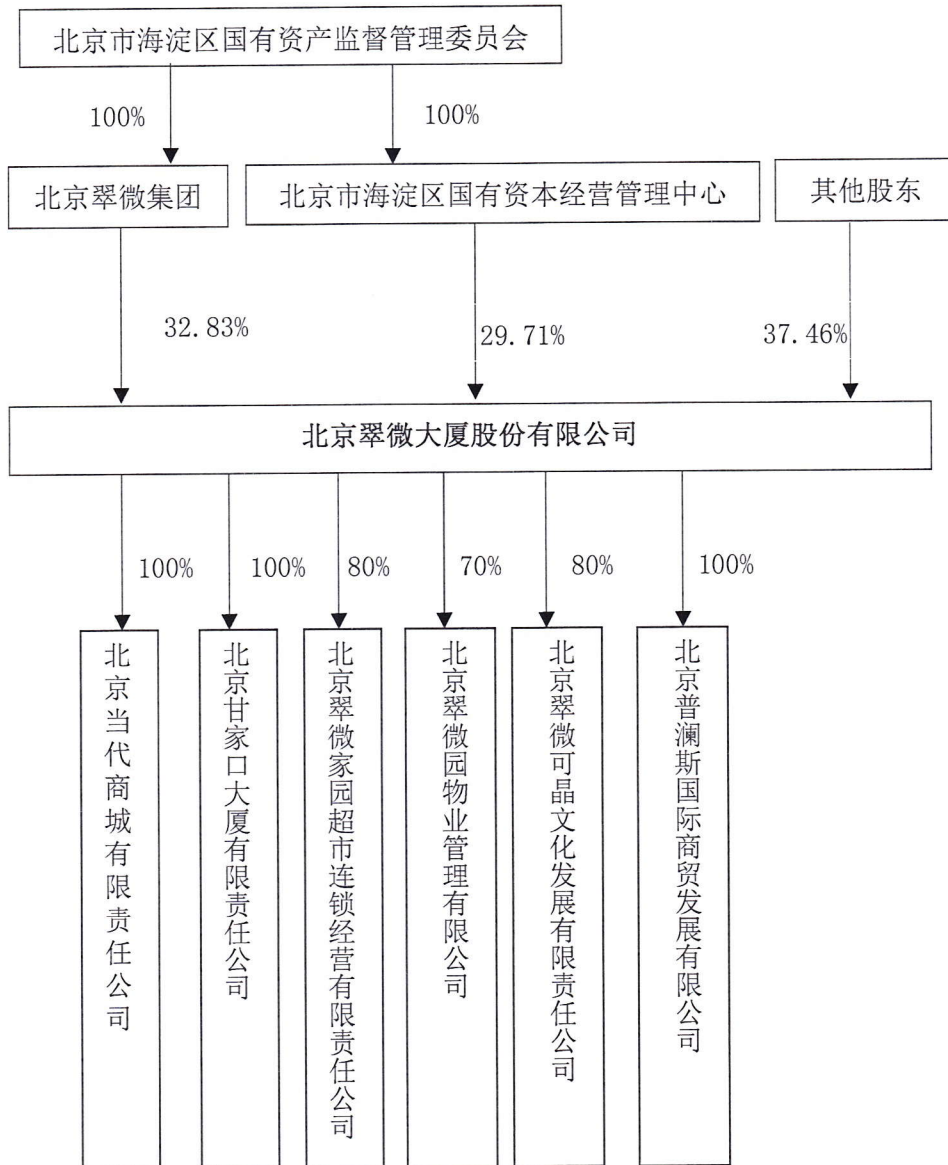 北京市海淀区国有资产监督管理委员会
100%
100%
北京翠微集团
北京市海淀区国有资本经营管理中心
其他股东
32.83%
29.71%
37.46%
北京翠微大厦股份有限公司
100%
100%
80%
70%
80%
100%
北京当代商城有限责任公司
北京甘家口大厦有限责任公司
北京翠微家园超市连锁经营有限责任公司
北京翠微园物业管理有限公司
北京翠微可晶文化发展有限责任公司
北京普澜斯国际商贸发展有限公司